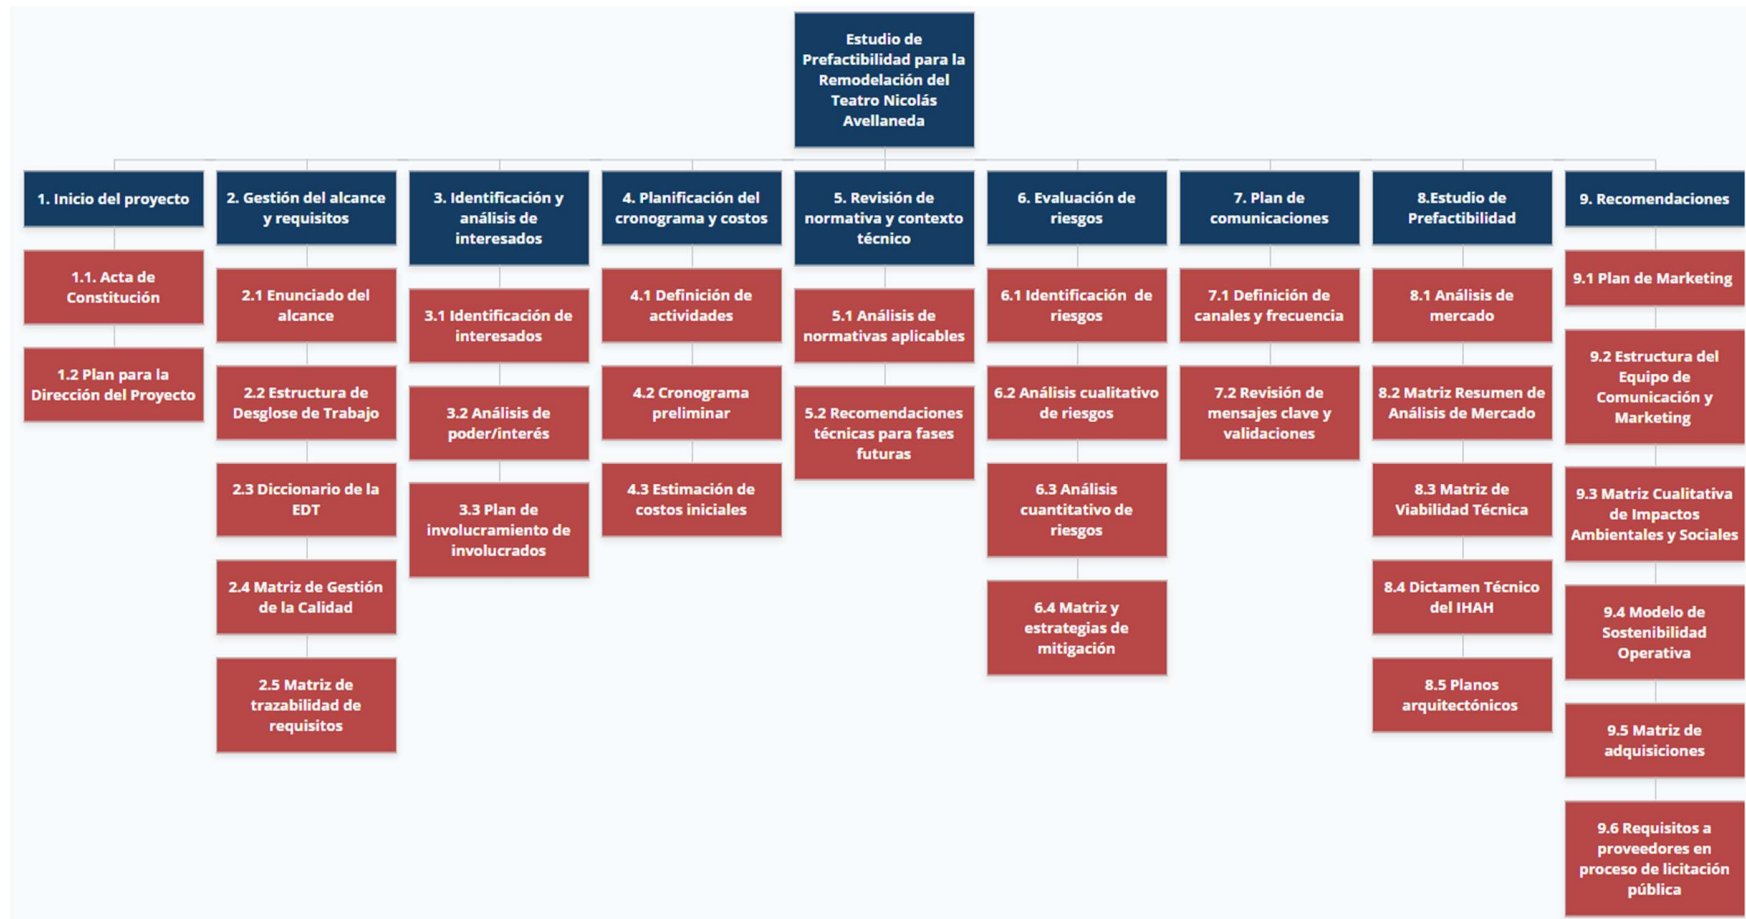 Estudio de
Prefactibilidad para la
Remodelación del
Teatro Nicolás
Avellaneda
1. Inicio del proyecto
1.1. Acta de
Constitución
1.2 Plan para la
Dirección del Proyecto
2. Gestión del alcance
y requisitos
2.1 Enunciado del
alcance
2.2 Estructura de
Desglose de Trabajo
2.3 Diccionario de la
EDT
2.4 Matriz de Gestión
de la Calidad
2.5 Matriz de
trazabilidad de
requisitos
3. Identificación y
análisis de
interesados
3.1 Identificación de
interesados
3.2 Análisis de
poder/interés
3.3 Plan de
involucramiento de
involucrados
4. Planificación del
cronograma y costos
4.1 Definición de
actividades
4.2 Cronograma
preliminar
4.3 Estimación de
costos iniciales
5. Revisión de
normativa y contexto
técnico
5.1 Análisis de
normativas aplicables
5.2 Recomendaciones
técnicas para fases
futuras
6. Evaluación de
riesgos
6.1 Identificación de
riesgos
6.2 Análisis cualitativo
de riesgos
6.3 Análisis
cuantitativo de
riesgos
6.4 Matriz y
estrategias de
mitigación
7. Plan de
comunicaciones
7.1 Definición de
canales y frecuencia
7.2 Revisión de
mensajes clave y
validaciones
8.Estudio de
Prefactibilidad
8.1 Análisis de
mercado
8.2 Matriz Resumen de
Análisis de Mercado
8.3 Matriz de
Viabilidad Técnica
8.4 Dictamen Técnico
del IHAH
8.5 Planos
arquitectónicos
9. Recomendaciones
9.1 Plan de Marketing
9.2 Estructura del
Equipo de
Comunicación y
Marketing
9.3 Matriz Cualitativa
de Impactos
Ambientales y Sociales
9.4 Modelo de
Sostenibilidad
Operativa
9.5 Matriz de
adquisiciones
9.6 Requisitos a
proveedores en
proceso de licitación
pública